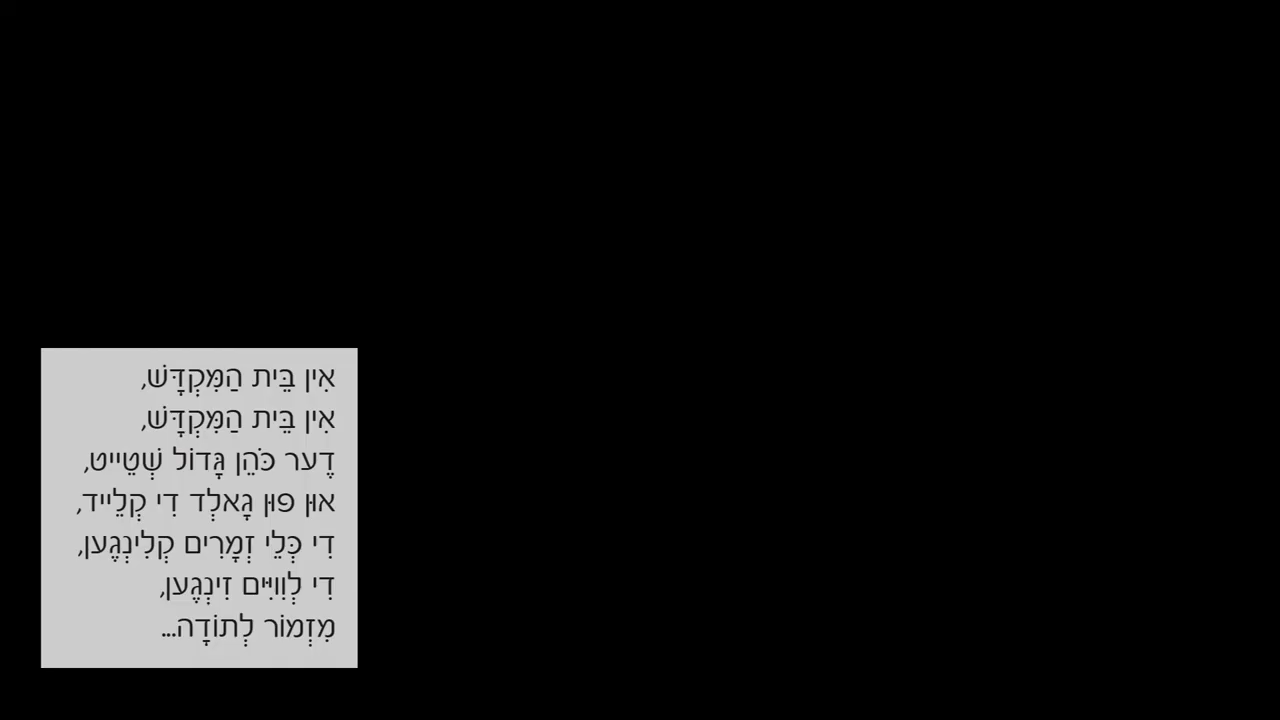 אִין בֵּית הַמִּקְדָּשׁ,
אִין בֵּית הַמִּקְדָּשׁ,
דֶער כֹּהֵן גָּדוֹל שְׁטֵייט,
אוּן פוּן גָּאלְד דִי קְלֵייד,
דִי כְּלֵי זְמָרִים קְלִינְגֶּען,
דִי לְוִויִּים זִינְגֶּען,
מִזְמוֹר לְתוֹדָה...